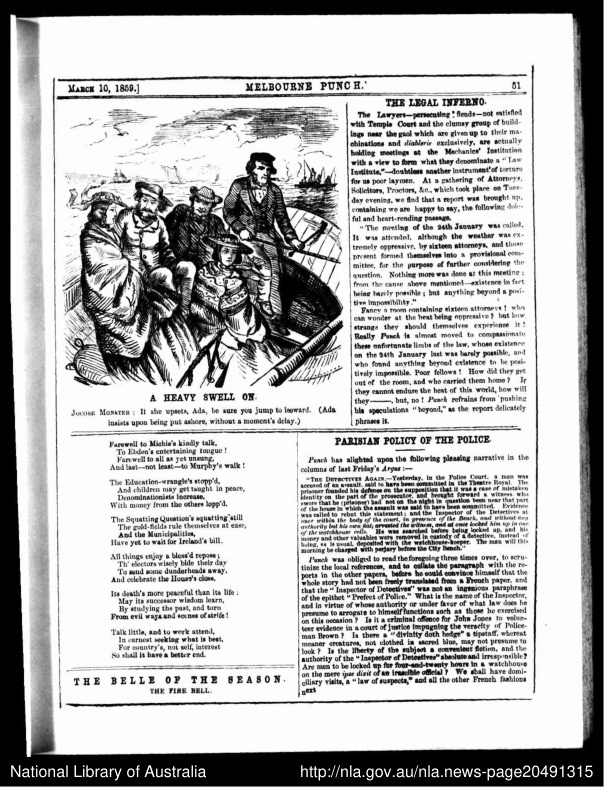 MARCH 10, 1859.]
MELBOURNE PUNCH.
51
A HEAVY SWELL ON.
JOCOSE MONSTER : If she upsets, Ada, be sure you jump to leeward. (Ada
insists upon being put ashore, without a moment's delay.)
Farewell to Michie's kindly talk,
To Ebden's entertaining tongue !
Farewell to all as yet unsung,
And last—not least—to Murphy's walk !
The Education-wrangle's stopp'd,
And children may get taught in peace,
Denominationists increase,
With money from the others lopp'd.
The Squatting Question's squatting still
The gold-fields rule themselves at ease,
And the Municipalities,
Have yet to wait for Ireland's bill.
All things enjoy a bless'd repose ;
Th' electors wisely bide their day
To send some dunderheads away,
And celebrate the House's close.
Its death's more peaceful than its life ;
May its successor wisdom learn,
By studying the past, and turn
From evil ways and scenes of strife !
Talk little, and to work attend,
In earnest seeking what is best,
For country's, not self, interest
So shall is have a better end.
THE BELLE OF THE SEASON.
THE FIRE BELL.
THE LEGAL INFERNO.
The Lawyers—persecuting fiends—not satisfied
with Temple Court and the clumsy group of build-
ings near the gaol which are given up to their ma-
chinations and diablerie exclusively, are actually
holding meetings at the Mechanics' Institution
with a view to form what they denominate a "Law
Institute,"—doubtless another instrument of torture
for us poor laymen. At a gathering of Attorneys,
Solicitors, Proctors, &c., which took place on Tues-
day evening, we find that a report was brought up,
containing we are happy to say, the following dole-
ful and heart-rending passage.
"The meeting of the 24th January was called.
It was attended, although the weather was ex-
tremely oppressive, by sixteen attorneys, and those
present formed themselves into a provisional com-
mittee, for the purpose of further considering the
question. Nothing more was done at this meeting ;
from the cause above mentioned—existence in fact
being barely possible ; but anything beyond a posi-
tive impossibility."
Fancy a room containing sixteen attorneys ! who
can wonder at the heat being oppressive ? but how
strange they should themselves experience it !
Really Punch is almost moved to compassionate
these unfortunate limbs of the law, whose existence
on the 24th January last was barely possible, and
who found anything beyond existence to be posi-
tively impossible. Poor fellows ! How did they get
out of the room, and who carried them home ? If
they cannot endure the heat of this world, how will
they———, but, no ! Punch refrains from pushing
his speculations "beyond," as the report delicately
phrases it.
PARISIAN POLICY OF THE POLICE.
Punch has alighted upon the following pleasing narrative in the
columns of last Friday's Argus :—
"THE DETECTIVES AGAIN.—Yesterday, in the Police Court, a man was
accused of an assault, said to have been committed in the Theatre Royal. The
prisoner founded his defence on the supposition that it was a case of mistaken
identity on the part of the prosecutor, and brought forward a witness who
swore that he (prisoner) had not on the night in question been near that part
of the house in which the assault was said to have been committed. Evidence
was called to rebut this statement ; and the Inspector of the Detectives at
once within the body of the court, in presence of the Bench, and without any
authority but his own fiat, arrested the witness, and at once locked him up in one
of the watchhouse cells. He was searched before being locked up, and his
money and other valuables were removed in custody of a detective, instead of
being, as is usual, deposited with the watchhouse-keeper. The man will this
morning be charged with perjury before the City Bench."
Punch was obliged to read the foregoing three times over, to scru-
tinize the local references, and to collate the paragraph with the re-
ports in the other papers, before he could convince himself that the
whole story had not been freely translated from a French paper, and
that the "Inspector of Detectives" was not an ingenious paraphrase
of the epithet "Prefect of Police." What is the name of the Inspector,
and in virtue of whose authority or under favor of what law does he
presume to arrogate to himself functions such as those he exercised
on this occasion ? Is it a criminal offence for John Jones to volun-
teer evidence in a court of justice impugning the veracity of Police-
man Brown ? Is there a "divinity doth hedge" a tipstaff, whereat
meaner creatures, not clothed in sacred blue, may not presume to
look ? Is the liberty of the subject a convenient fiction, and the
authority of the "Inspector of Detectives" absolute and irresponsible?
Are men to be locked up for four-and-twenty hours in a watchhouse
on the mere ipse dixit of an irascible official ? We shall have domi-
ciliary visits, a "law of suspects," and all the other French fashions
next
National Library of Australia
http://nla.gov.au/nla.news-page20491315